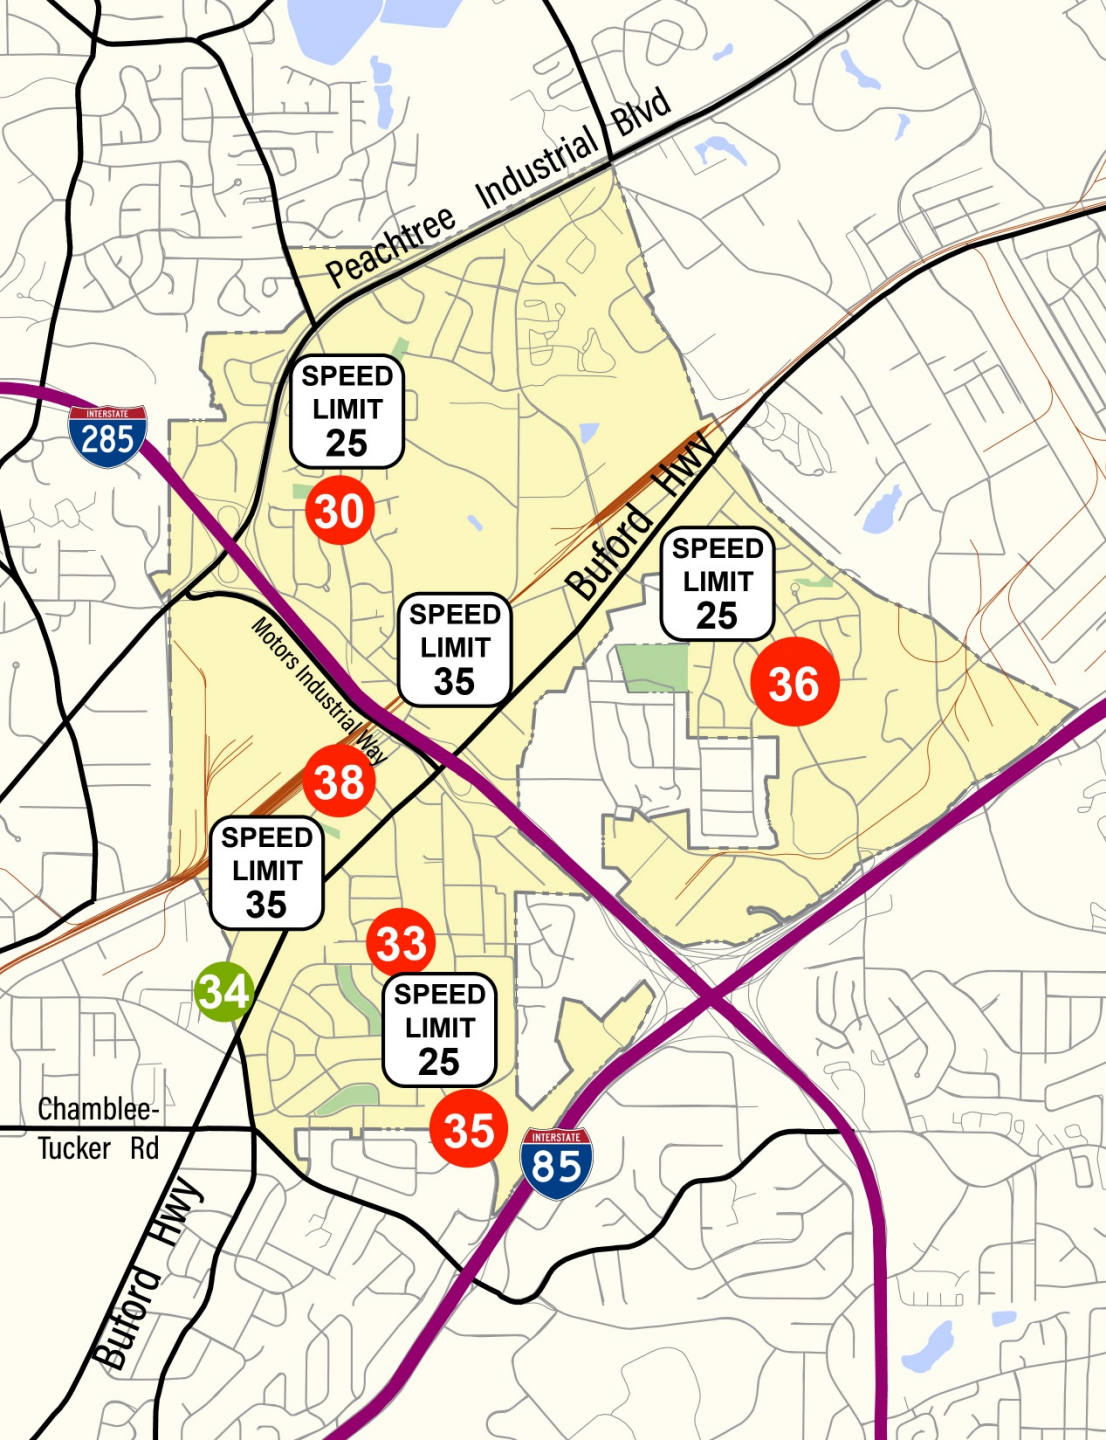 Peachtree Industrial Blvd
SPEED
LIMIT
25
INTERSTATE
285
30
Buford Hwy
SPEED
LIMIT
25
SPEED
LIMIT
35
Motors Industrial Way
36
38
SPEED
LIMIT
35
33
34
SPEED
LIMIT
25
Chamblee-
Tucker Rd
35
INTERSTATE
85
Buford Hwy